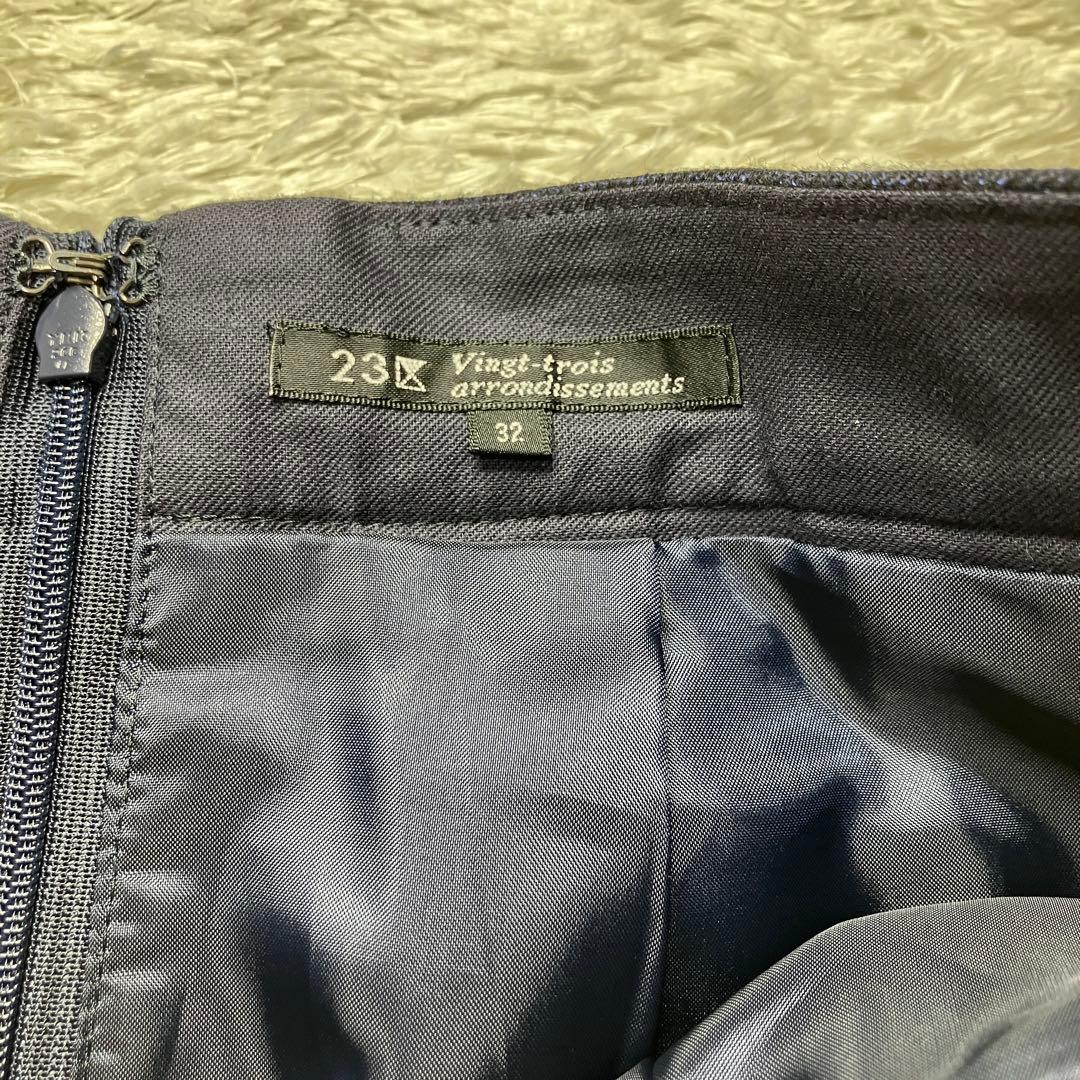 23区 Vingt-trois
arrondissements
32